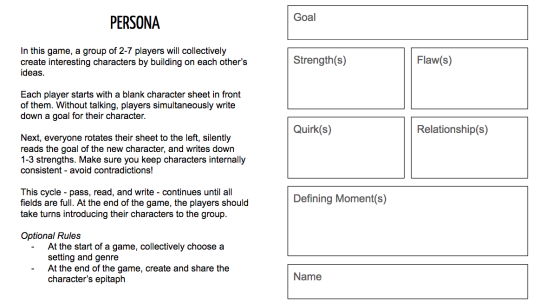 PERSONA
In this game, a group of 2-7 players will collectively
create interesting characters by building on each other's
ideas.
Each player starts with a blank character sheet in front
of them. Without talking, players simultaneously write
down a goal for their character.
Next, everyone rotates their sheet to the left, silently
reads the goal of the new character, and writes down
1-3 strengths. Make sure you keep characters internally
consistent - avoid contradictions!
This cycle - pass, read, and write - continues until all
fields are full. At the end of the game, the players should
take turns introducing their characters to the group.
Optional Rules
- At the start of a game, collectively choose a
setting and genre
- At the end of the game, create and share the
character's epitaph
Goal
Strength(s)
Flaw(s)
Quirk(s)
Relationship(s)
Defining Moment(s)
Name